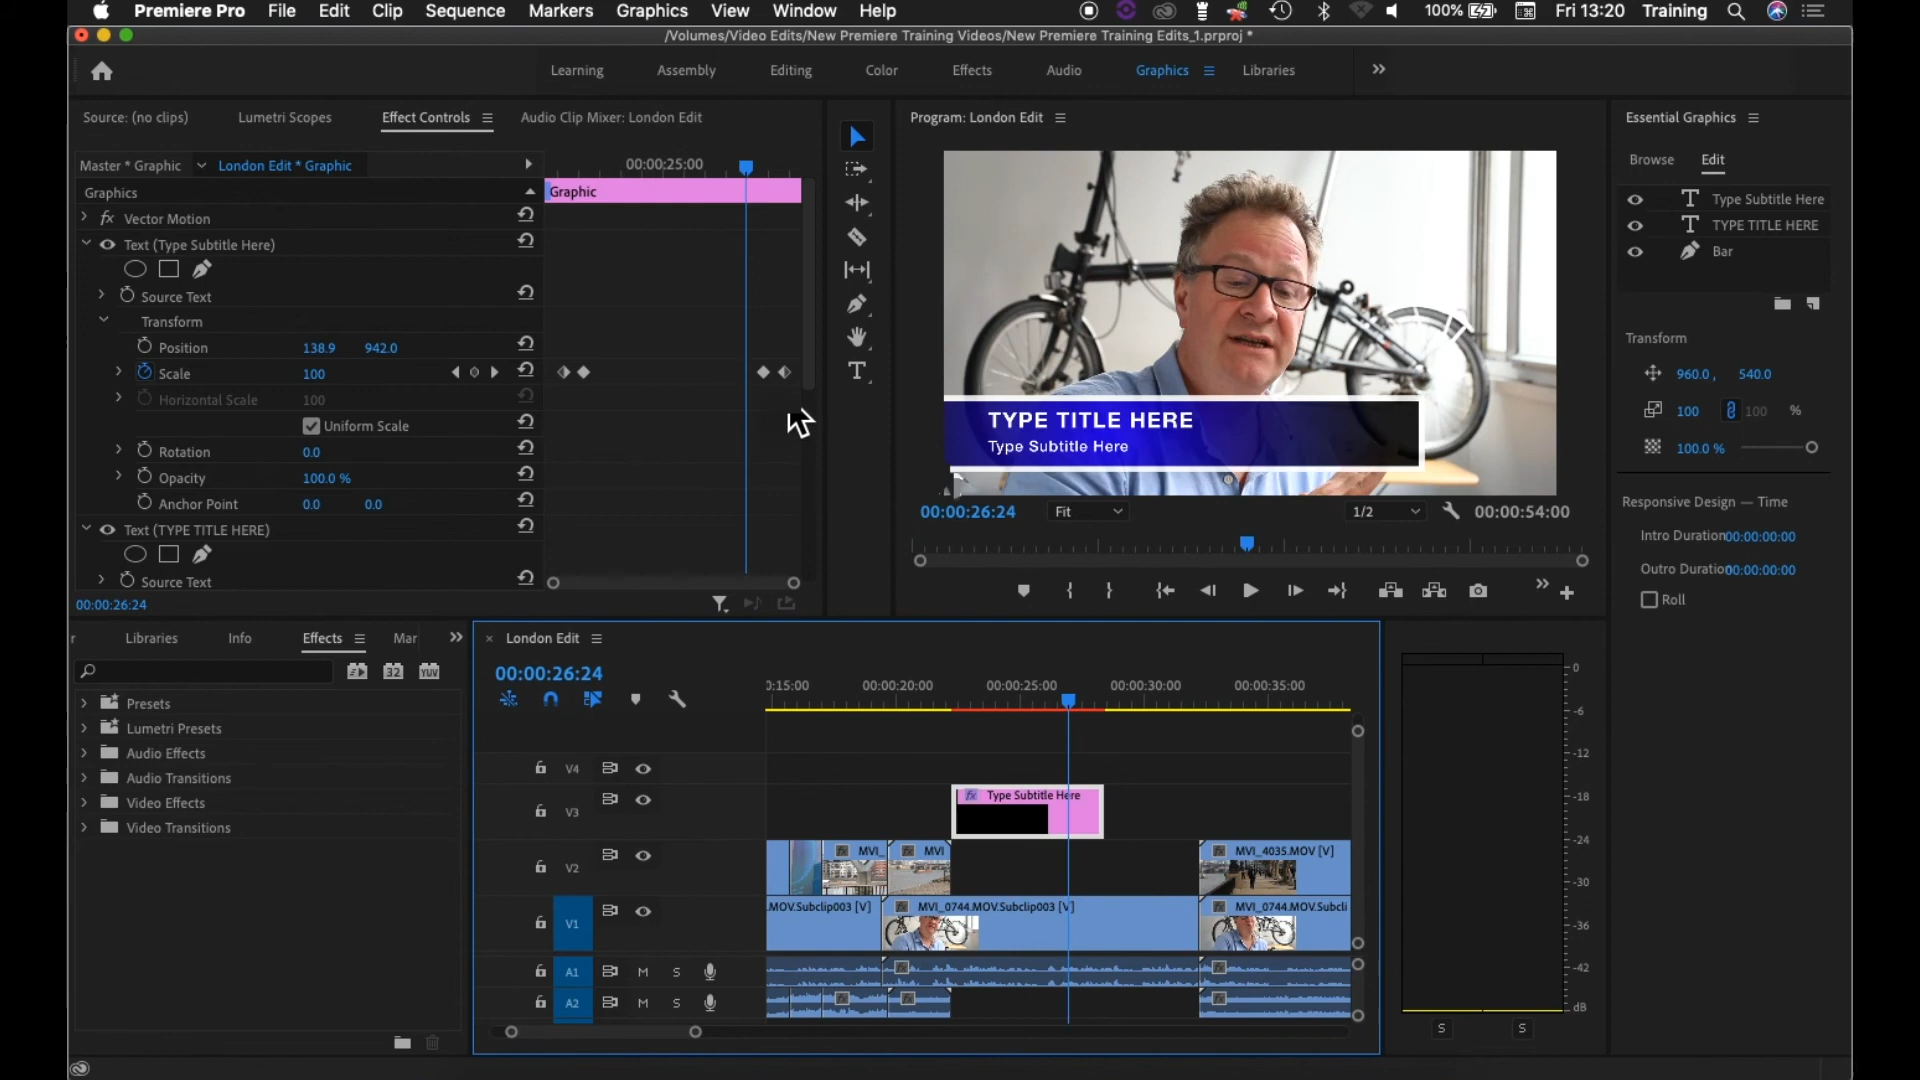 Premiere Pro File Edit Clip Sequence Markers Graphics View Window Help 100% Fri 13:20 Training
/Volumes/Video Edits/New Premiere Training Videos/New Premiere Training Edits_1.prproj *
Learning Assembly Editing Color Effects Audio Graphics Libraries
Source: (no clips) Lumetri Scopes Effect Controls Audio Clip Mixer: London Edit
Program: London Edit
Essential Graphics
Master * Graphic London Edit * Graphic 00:00:25:00
Browse Edit
Graphics Graphic
Type Subtitle Here
Vector Motion
fx
TYPE TITLE HERE
Text (Type Subtitle Here)
Bar
Source Text
Transform
Transform
Position 138.9 942.0
960.0 , 540.0
Scale 100
Horizontal Scale 100
100 100 %
Uniform Scale
TYPE TITLE HERE
Type Subtitle Here
Rotation 0.0
100.0 %
Opacity 100.0 %
Anchor Point 0.0 0.0
Responsive Design — Time
00:00:26:24 Fit 1/2 00:00:54:00
Text (TYPE TITLE HERE)
Intro Duration 00:00:00:00
Outro Duration 00:00:00:00
Source Text
Roll
00:00:26:24
Libraries Info Effects Mar
London Edit
32 YUV
00:00:26:24
0:15:00 00:00:20:00 00:00:25:00 00:00:30:00 00:00:35:00
Presets
Lumetri Presets
Audio Effects
Audio Transitions
Video Effects
Video Transitions
V4
V3 fx Type Subtitle Here
V2 MVI_ MVI MVI_4035.MOV [V]
V1 .MOV.Subclip003 [V] MVI_0744.MOV.Subclip003 [V] MVI_0744.MOV.Subcli
A1 M S
A2 M S
0
-6
-12
-18
-24
-30
-36
-42
dB
S S